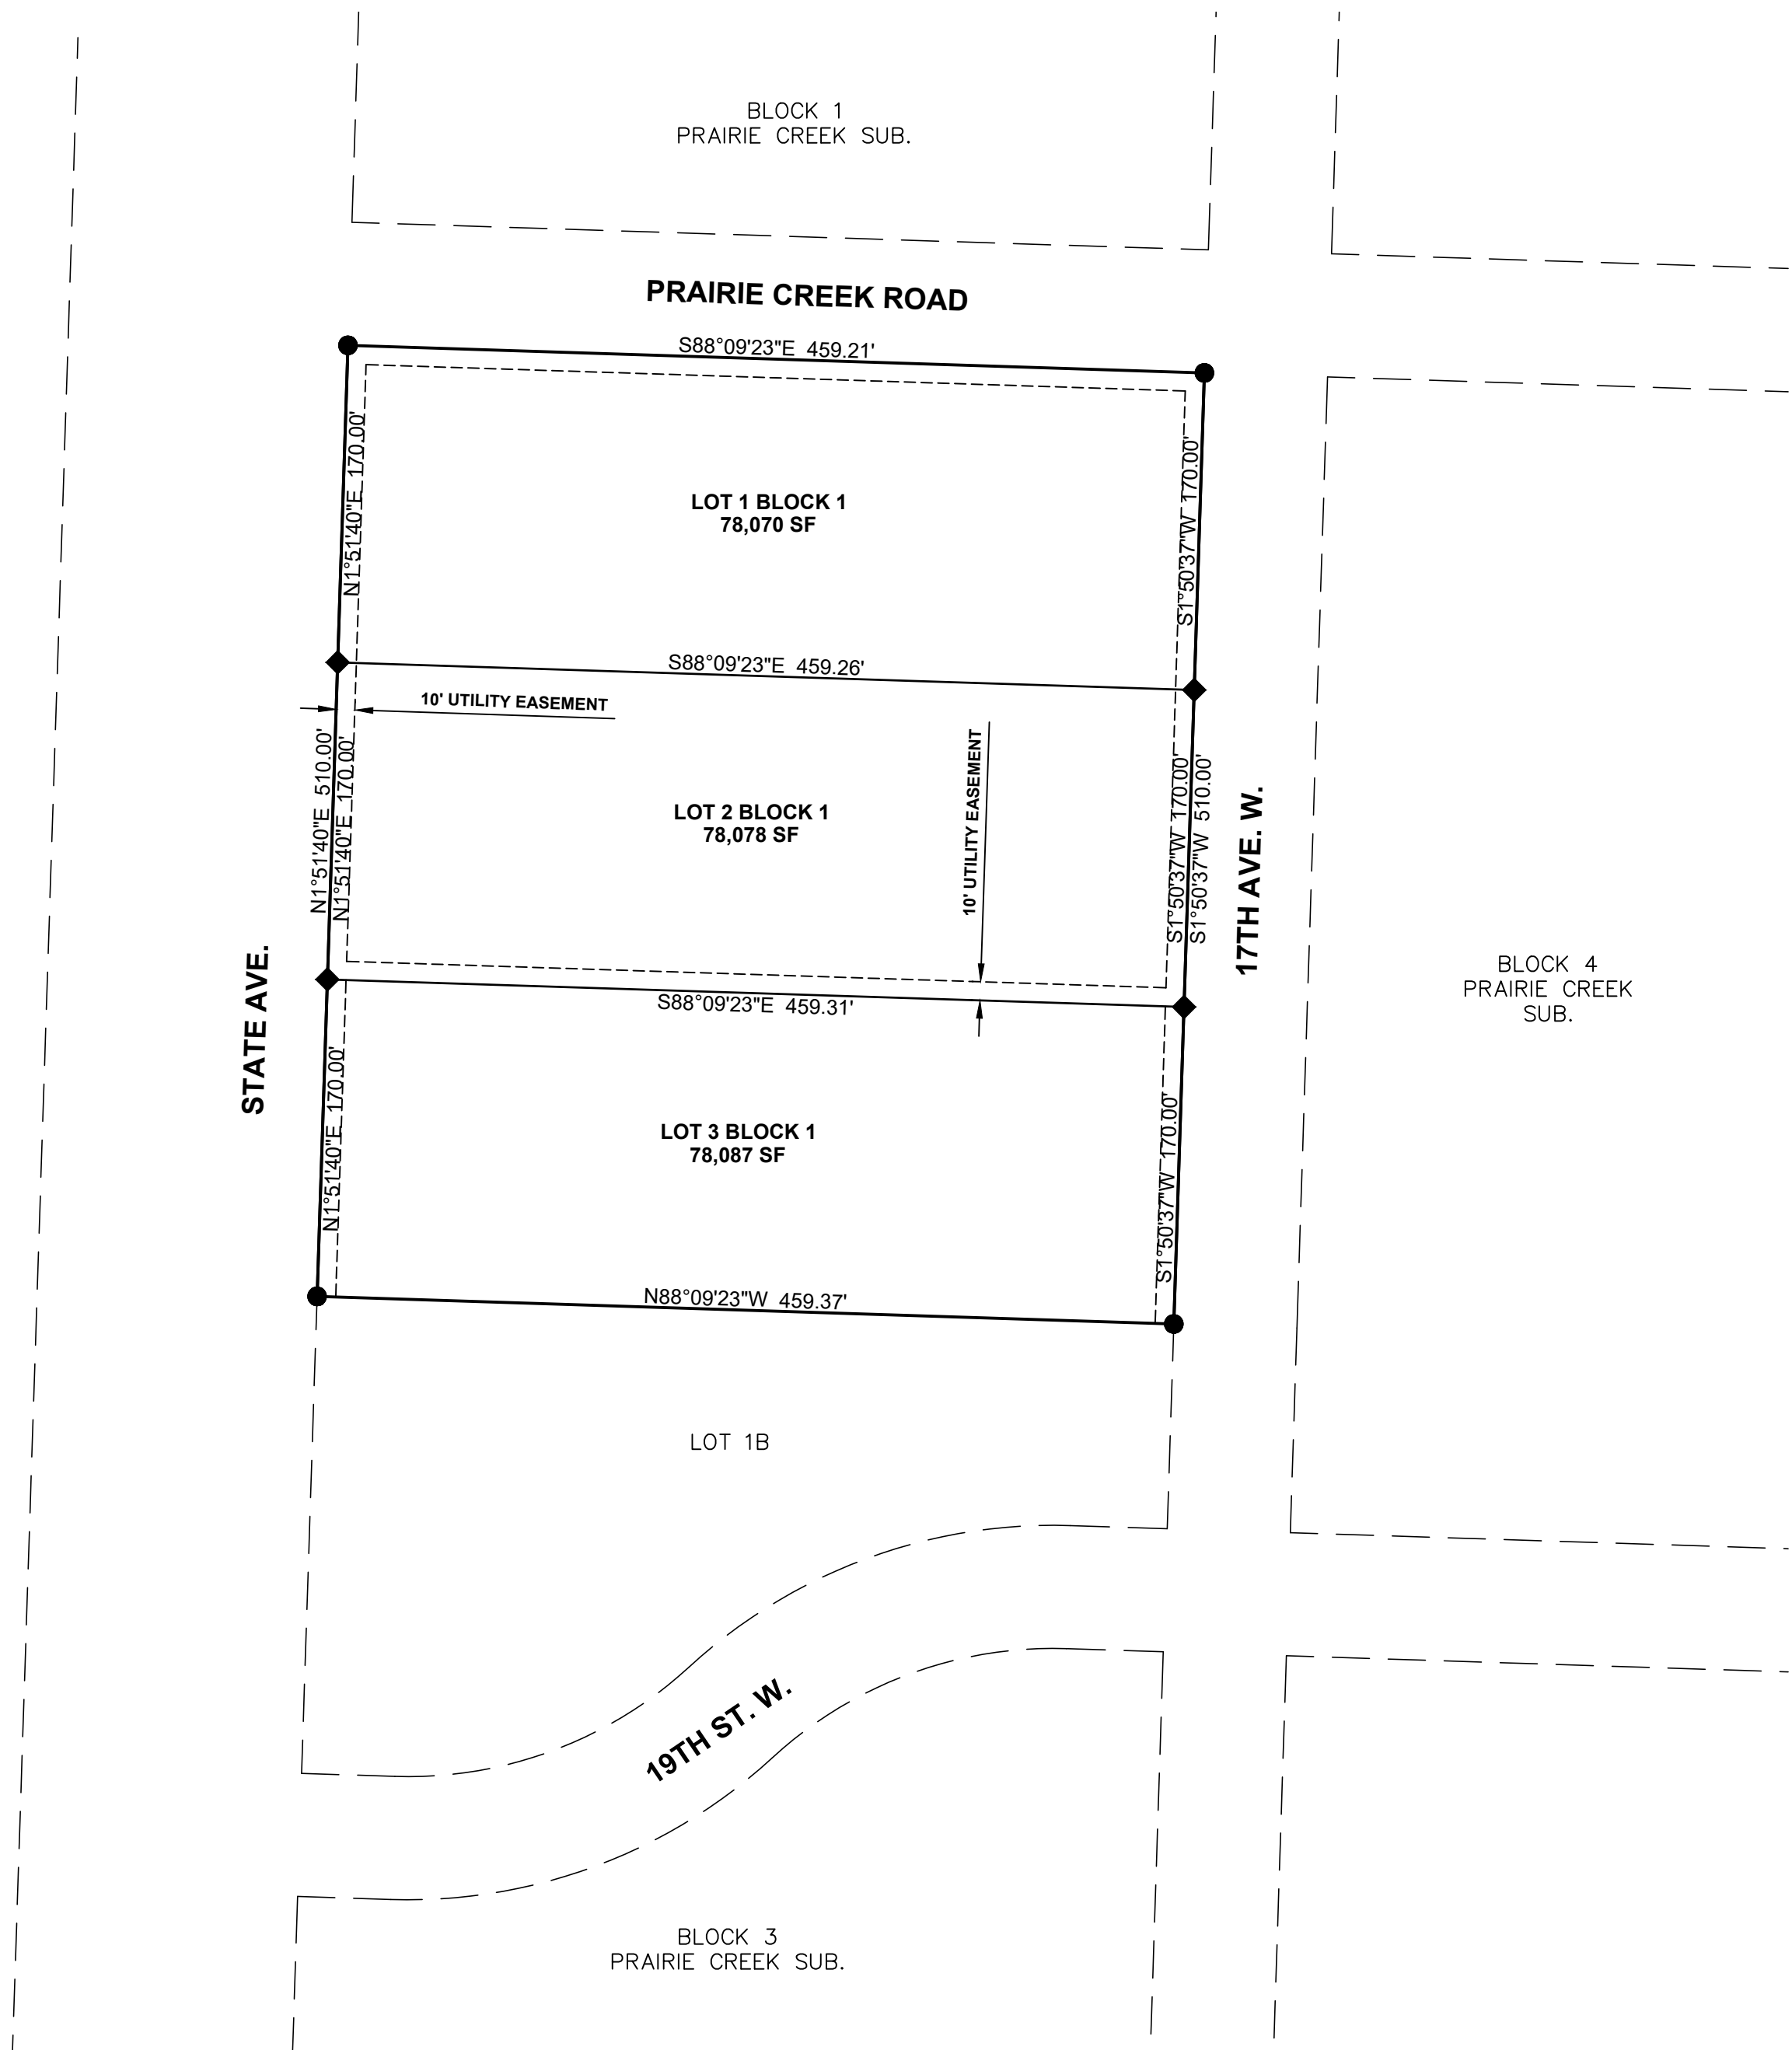 BLOCK 1
PRAIRIE CREEK SUB.
PRAIRIE CREEK ROAD
S88°09'23"E 459.21'
N1°51'40"E 170.00'
S1°50'37"W 170.00'
LOT 1 BLOCK 1
78,070 SF
S88°09'23"E 459.26'
10' UTILITY EASEMENT
N1°51'40"E 510.00'
N1°51'40"E 170.00'
LOT 2 BLOCK 1
78,078 SF
10' UTILITY EASEMENT
S1°50'37"W 170.00'
S1°50'37"W 510.00'
17TH AVE. W.
STATE AVE.
BLOCK 4
PRAIRIE CREEK
SUB.
S88°09'23"E 459.31'
N1°51'40"E 170.00'
LOT 3 BLOCK 1
78,087 SF
S1°50'37"W 170.00'
N88°09'23"W 459.37'
LOT 1B
19TH ST. W.
BLOCK 3
PRAIRIE CREEK SUB.